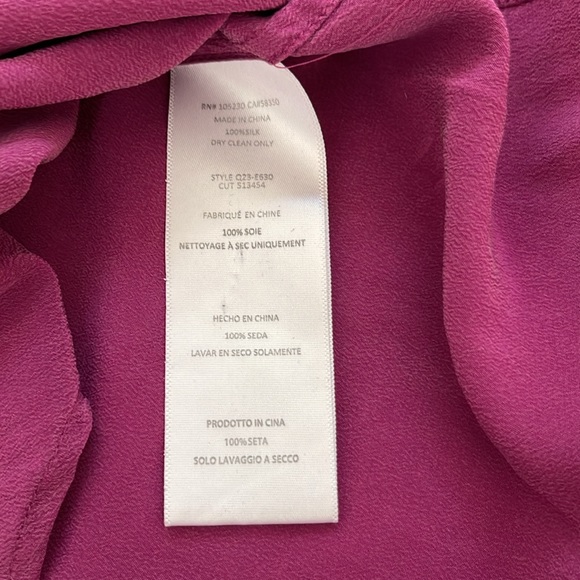 RN# 109230 CA#58350
MADE IN CHINA
100%SILK
DRY CLEAN ONLY
STYLE Q23-E630
CUT 513454
FABRIQUÉ EN CHINE
100% SOIE
NETTOYAGE À SEC UNIQUEMENT
HECHO EN CHINA
100% SEDA
LAVAR EN SECO SOLAMENTE
PRODOTTO IN CINA
100%SETA
SOLO LAVAGGIO A SECCO